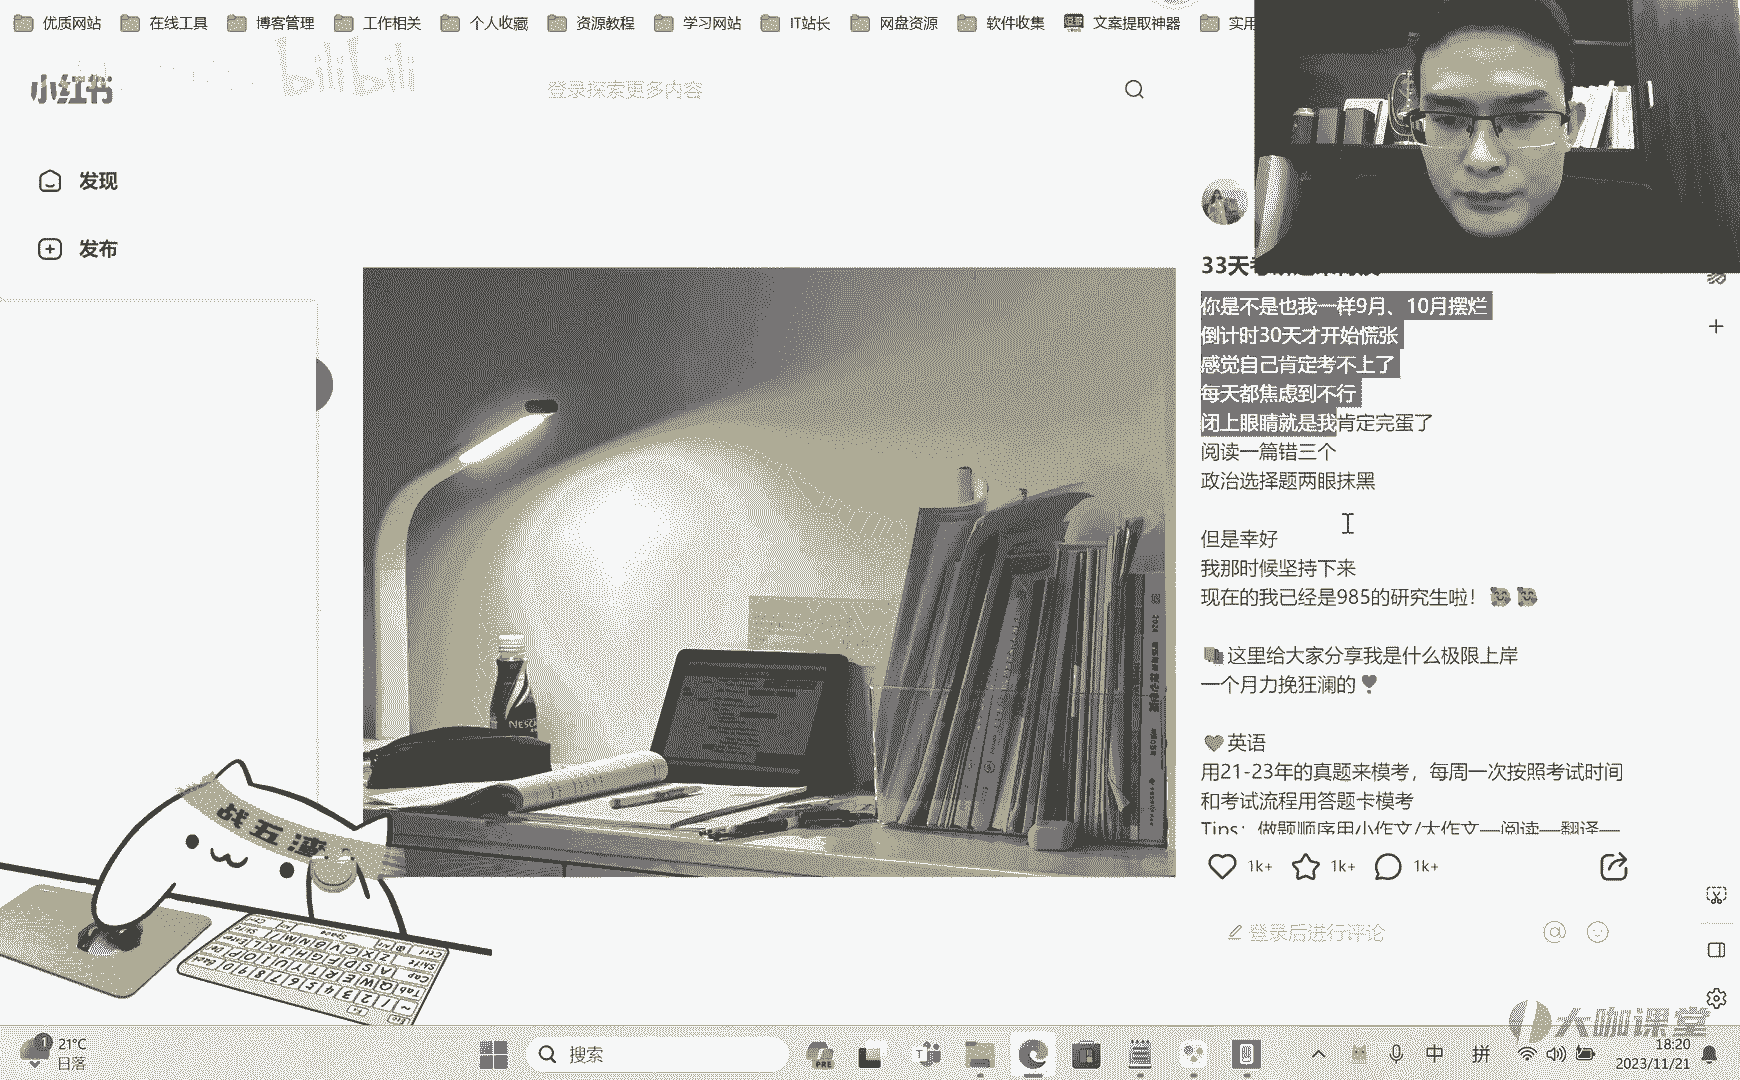 优质网站 在线工具 博客管理 工作相关 个人收藏 资源教程 学习网站 IT站长 网盘资源 软件收集 文案提取神器 实用
bilibili
小红书
登录探索更多内容
发现
发布
33天
你是不是也我一样9月、10月摆烂
倒计时30天才开始慌张
感觉自己肯定考不上了
每天都焦虑到不行
闭上眼睛就是我肯定完蛋了
阅读一篇错三个
政治选择题两眼抹黑
但是幸好
我那时候坚持下来
现在的我已经是985的研究生啦！
这里给大家分享我是什么极限上岸
一个月力挽狂澜的
英语
用21-23年的真题来模考，每周一次按照考试时间
和考试流程用答题卡模考
Tips：做题顺序用小作文/大作文—阅读—翻译—
1k+ 1k+ 1k+
登录后进行评论
战五渣
NESC
大咖课堂
21°C
日落
搜索
PRE
中 拼
18:20
2023/11/21